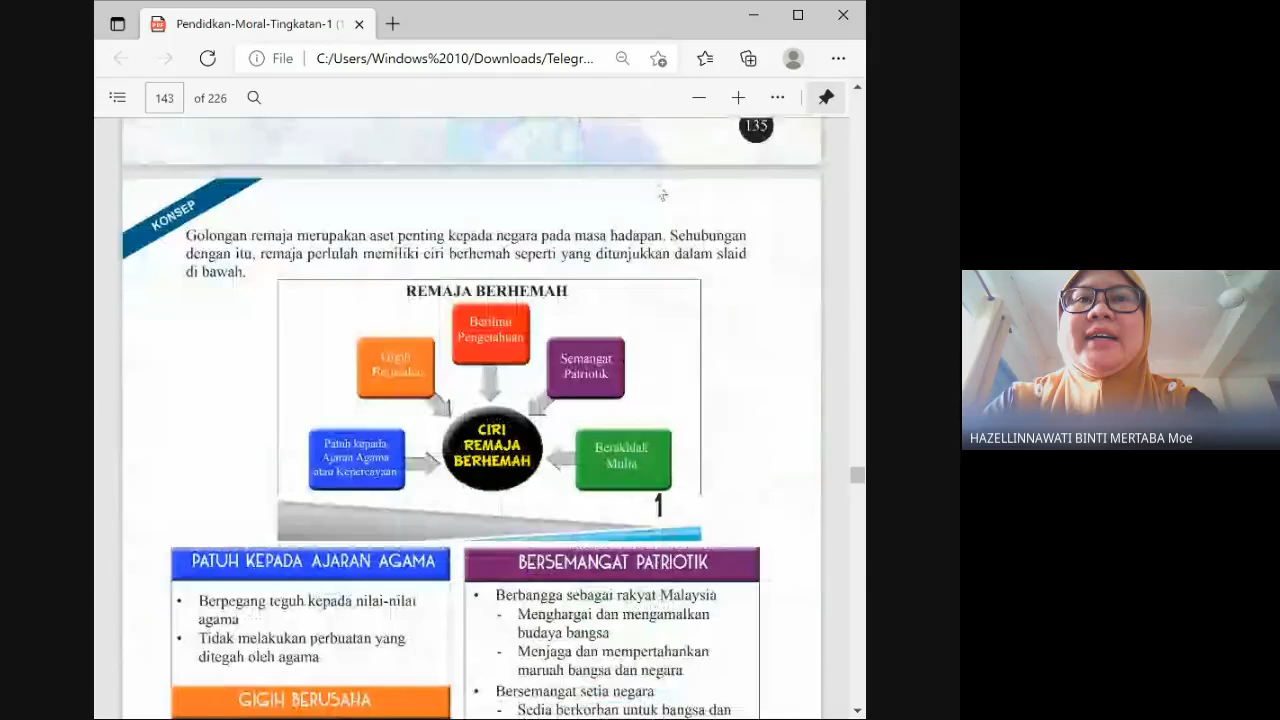 Pendidkan-Moral-Tingkatan-1 (1
File
C:/Users/Windows%2010/Downloads/Telegr...
143 of 226
135
KONSEP
Golongan remaja merupakan aset penting kepada negara pada masa hadapan. Sehubungan
dengan itu, remaja perlulah memiliki ciri berhemah seperti yang ditunjukkan dalam slaid
di bawah.
REMAJA BERHEMAH
Berilmu
Pengetahuan
Gigih
Berusaha
Semangat
Patriotik
Patuh kepada
Ajaran Agama
atau Kepercayaan
CIRI
REMAJA
BERHEMAH
Berakhlak
Mulia
1
PATUH KEPADA AJARAN AGAMA
• Berpegang teguh kepada nilai-nilai
agama
• Tidak melakukan perbuatan yang
ditegah oleh agama
GIGIH BERUSAHA
BERSEMANGAT PATRIOTIK
• Berbangga sebagai rakyat Malaysia
- Menghargai dan mengamalkan
budaya bangsa
- Menjaga dan mempertahankan
maruah bangsa dan negara
• Bersemangat setia negara
- Sedia berkorban untuk bangsa dan
HAZELLINNAWATI BINTI MERTABA Moe